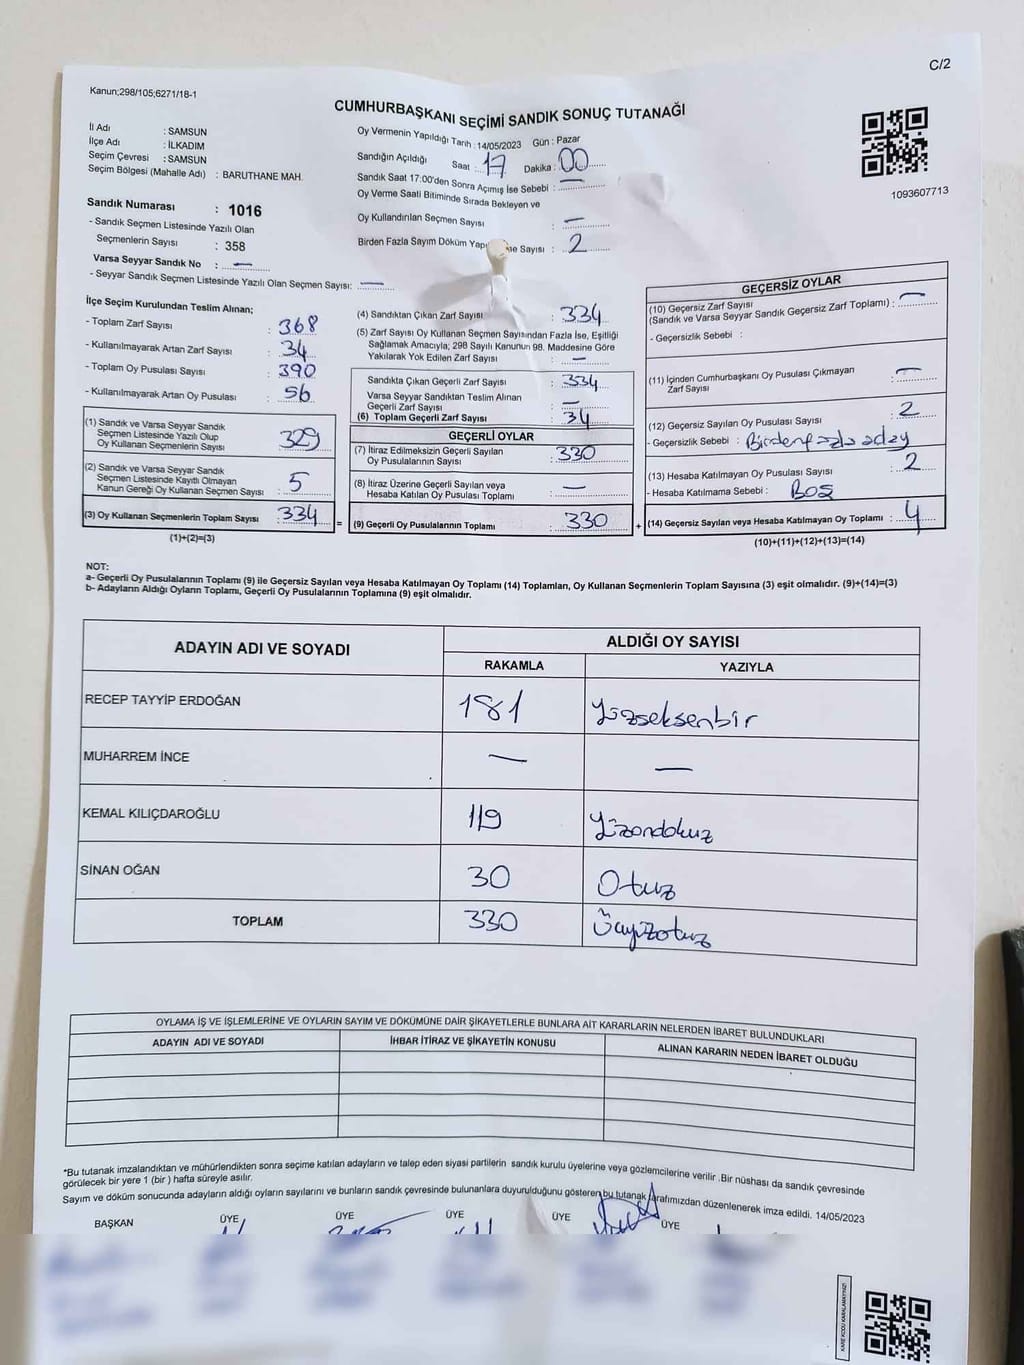 C/2
Kanun;298/105;6271/18-1
CUMHURBAŞKANI SEÇİMİ SANDIK SONUÇ TUTANAĞI
İl Adı : SAMSUN
İlçe Adı : İLKADIM
Seçim Çevresi : SAMSUN
Seçim Bölgesi (Mahalle Adı) : BARUTHANE MAH.
Sandık Numarası : 1016
- Sandık Seçmen Listesinde Yazılı Olan
Seçmenlerin Sayısı : 358
Varsa Seyyar Sandık No : —
- Seyyar Sandık Seçmen Listesinde Yazılı Olan Seçmen Sayısı: —
Oy Vermenin Yapıldığı Tarih : 14/05/2023 Gün : Pazar
Sandığın Açıldığı Saat : 17 Dakika : 00
Sandık Saat 17:00'den Sonra Açımış İse Sebebi : —
Oy Verme Saati Bitiminde Sırada Bekleyen ve
Oy Kullandırılan Seçmen Sayısı : —
Birden Fazla Sayım Döküm Yapı se Sayısı : 2
1093607713
İlçe Seçim Kurulundan Teslim Alınan;
- Toplam Zarf Sayısı : 368
- Kullanılmayarak Artan Zarf Sayısı : 34
- Toplam Oy Pusulası Sayısı : 390
- Kullanılmayarak Artan Oy Pusulası : 56
(1) Sandık ve Varsa Seyyar Sandık
Seçmen Listesinde Yazılı Olup
Oy Kullanan Seçmenlerin Sayısı : 329
(2) Sandık ve Varsa Seyyar Sandık
Seçmen Listesinde Kayıtlı Olmayan
Kanun Gereği Oy Kullanan Seçmen Sayısı : 5
(3) Oy Kullanan Seçmenlerin Toplam Sayısı : 334
(1)+(2)=(3)
(4) Sandıktan Çıkan Zarf Sayısı : 334
(5) Zarf Sayısı Oy Kullanan Seçmen Sayısından Fazla İse, Eşitliği
Sağlamak Amacıyla; 298 Sayılı Kanunun 98. Maddesine Göre
Yakılarak Yok Edilen Zarf Sayısı : —
Sandıkta Çıkan Geçerli Zarf Sayısı : 334
Varsa Seyyar Sandıktan Teslim Alınan
Geçerli Zarf Sayısı : —
(6) Toplam Geçerli Zarf Sayısı : 34
GEÇERLİ OYLAR
(7) İtiraz Edilmeksizin Geçerli Sayılan
Oy Pusulalarının Sayısı : 330
(8) İtiraz Üzerine Geçerli Sayılan veya
Hesaba Katılan Oy Pusulası Toplamı : —
= (9) Geçerli Oy Pusulalarının Toplamı : 330
GEÇERSİZ OYLAR
(10) Geçersiz Zarf Sayısı
(Sandık ve Varsa Seyyar Sandık Geçersiz Zarf Toplamı) : —
- Geçersizlik Sebebi :
(11) İçinden Cumhurbaşkanı Oy Pusulası Çıkmayan
Zarf Sayısı : —
(12) Geçersiz Sayılan Oy Pusulası Sayısı : 2
- Geçersizlik Sebebi : Birden fazla aday
(13) Hesaba Katılmayan Oy Pusulası Sayısı : 2
- Hesaba Katılmama Sebebi : Boş
+ (14) Geçersiz Sayılan veya Hesaba Katılmayan Oy Toplamı : 4
(10)+(11)+(12)+(13)=(14)
NOT:
a- Geçerli Oy Pusulalarının Toplamı (9) ile Geçersiz Sayılan veya Hesaba Katılmayan Oy Toplamı (14) Toplamları, Oy Kullanan Seçmenlerin Toplam Sayısına (3) eşit olmalıdır. (9)+(14)=(3)
b- Adayların Aldığı Oyların Toplamı, Geçerli Oy Pusulalarının Toplamına (9) eşit olmalıdır.
ADAYIN ADI VE SOYADI ALDIĞI OY SAYISI
RAKAMLA YAZIYLA
RECEP TAYYİP ERDOĞAN 181 Yüzseksenbir
MUHARREM İNCE — —
KEMAL KILIÇDAROĞLU 119 Yüzondokuz
SİNAN OĞAN 30 Otuz
TOPLAM 330 Üçyüzotuz
OYLAMA İŞ VE İŞLEMLERİNE VE OYLARIN SAYIM VE DÖKÜMÜNE DAİR ŞİKAYETLERLE BUNLARA AİT KARARLARIN NELERDEN İBARET BULUNDUKLARI
ADAYIN ADI VE SOYADI İHBAR İTİRAZ VE ŞİKAYETİN KONUSU ALINAN KARARIN NEDEN İBARET OLDUĞU
*Bu tutanak imzalandıktan ve mühürlendikten sonra seçime katılan adayların ve talep eden siyasi partilerin sandık kurulu üyelerine veya gözlemcilerine verilir .Bir nüshası da sandık çevresinde
görülecek bir yere 1 (bir ) hafta süreyle asılır.
Sayım ve döküm sonucunda adayların aldığı oyların sayılarını ve bunların sandık çevresinde bulunanlara duyurulduğunu gösteren bu tutanak tarafımızdan düzenlenerek imza edildi. 14/05/2023
BAŞKAN ÜYE ÜYE ÜYE ÜYE ÜYE
KARE KODU KARALAMAYINIZ!